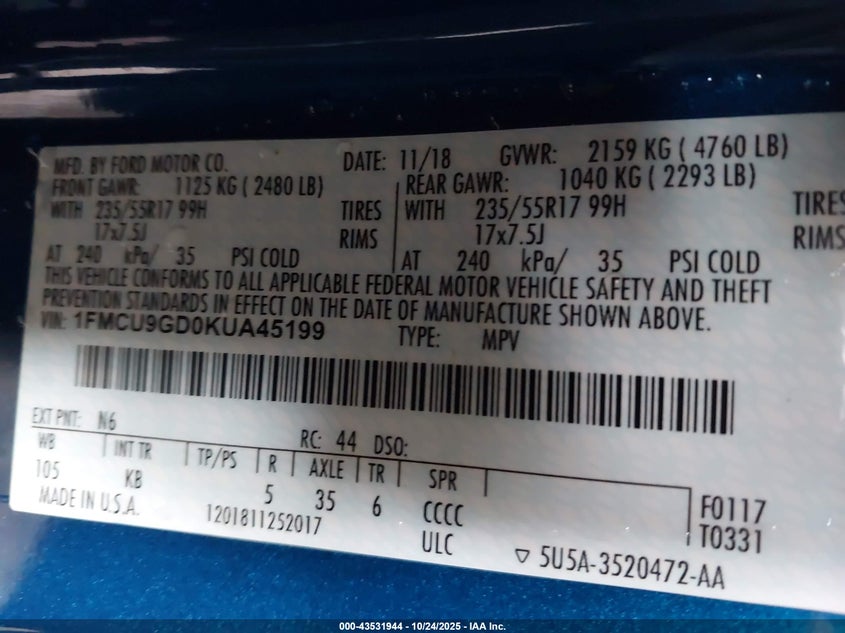 MFD. BY FORD MOTOR CO. DATE: 11/18 GVWR: 2159 KG ( 4760 LB)
FRONT GAWR: 1125 KG ( 2480 LB) REAR GAWR: 1040 KG ( 2293 LB)
WITH 235/55R17 99H TIRES WITH 235/55R17 99H TIRES
17x7.5J RIMS 17x7.5J RIMS
AT 240 kPa/ 35 PSI COLD AT 240 kPa/ 35 PSI COLD
THIS VEHICLE CONFORMS TO ALL APPLICABLE FEDERAL MOTOR VEHICLE SAFETY AND THEFT
PREVENTION STANDARDS IN EFFECT ON THE DATE OF MANUFACTURE SHOWN ABOVE.
VIN: 1FMCU9GD0KUA45199 TYPE: MPV
EXT PNT: N6 RC: 44 DSO:
WB INT TR TP/PS R AXLE TR SPR
105 KB 5 35 6 CCCC F0117
MADE IN U.S.A. 1201811252017 ULC T0331
▽ 5U5A-3520472-AA
000-43531944 - 10/24/2025 - IAA Inc.